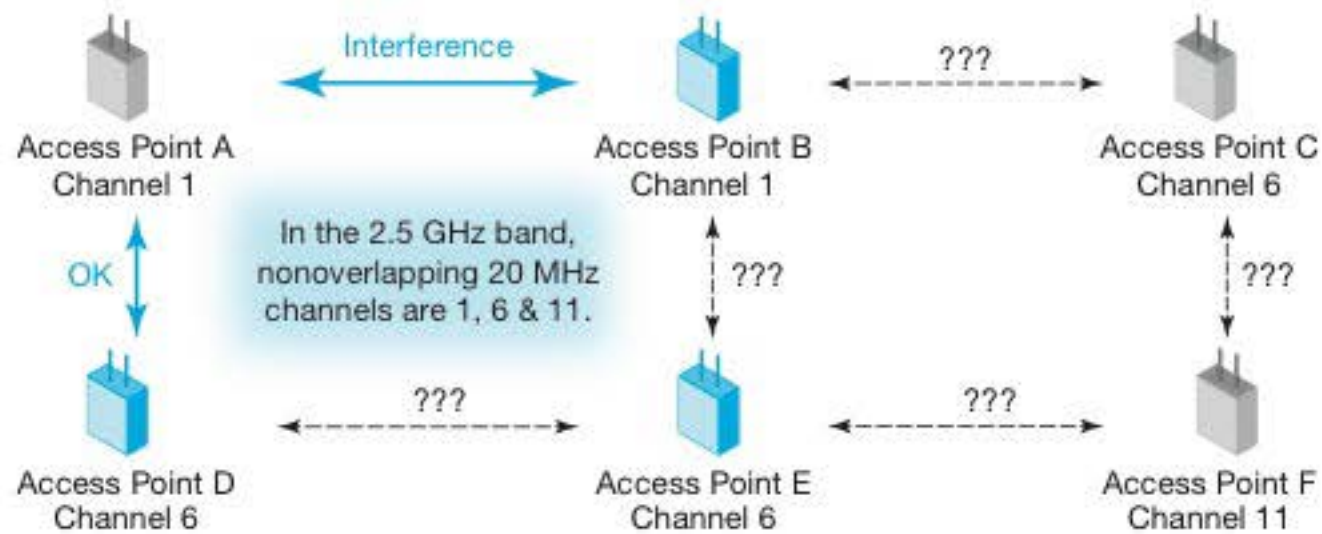 Interference
???
Access Point A
Channel 1
Access Point B
Channel 1
Access Point C
Channel 6
OK
In the 2.5 GHz band,
nonoverlapping 20 MHz
channels are 1, 6 & 11.
???
???
???
???
Access Point D
Channel 6
Access Point E
Channel 6
Access Point F
Channel 11